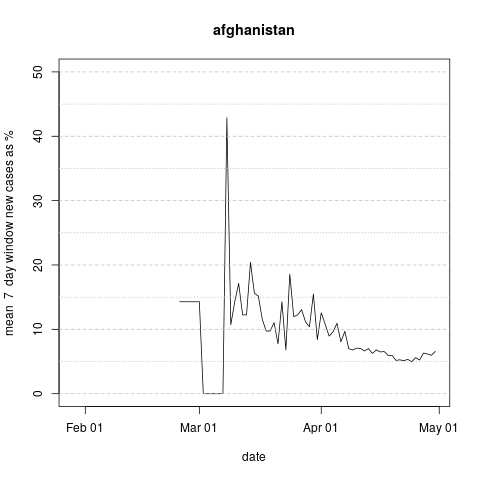 afghanistan
mean 7 day window new cases as %
50
40
30
20
10
0
Feb 01
Mar 01
Apr 01
May 01
date